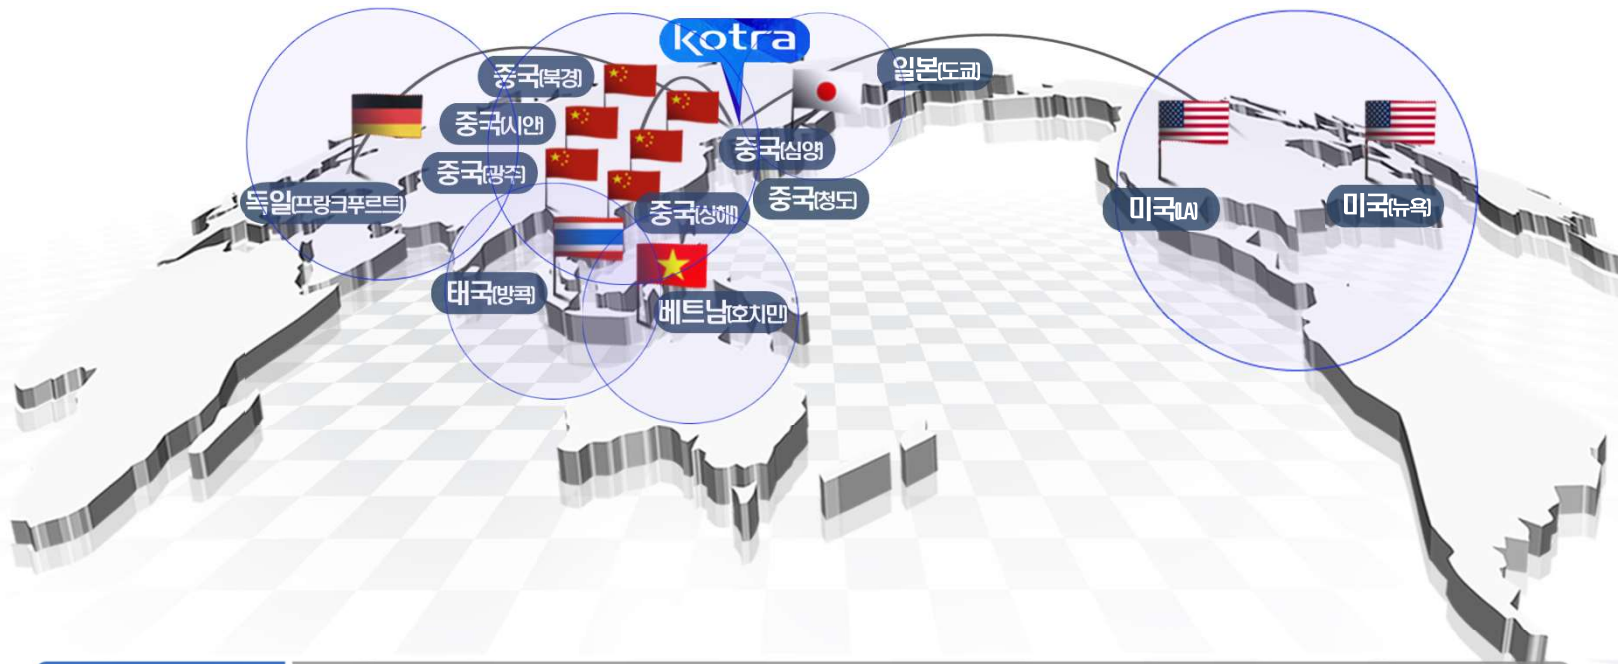 kotra
중국(북경)
일본(도쿄)
중국(시안)
중국(심양)
중국(광주)
독일(프랑크푸르트)
중국(상해)
중국(청도)
미국(LA)
미국(뉴욕)
태국(방콕)
베트남(호치민)